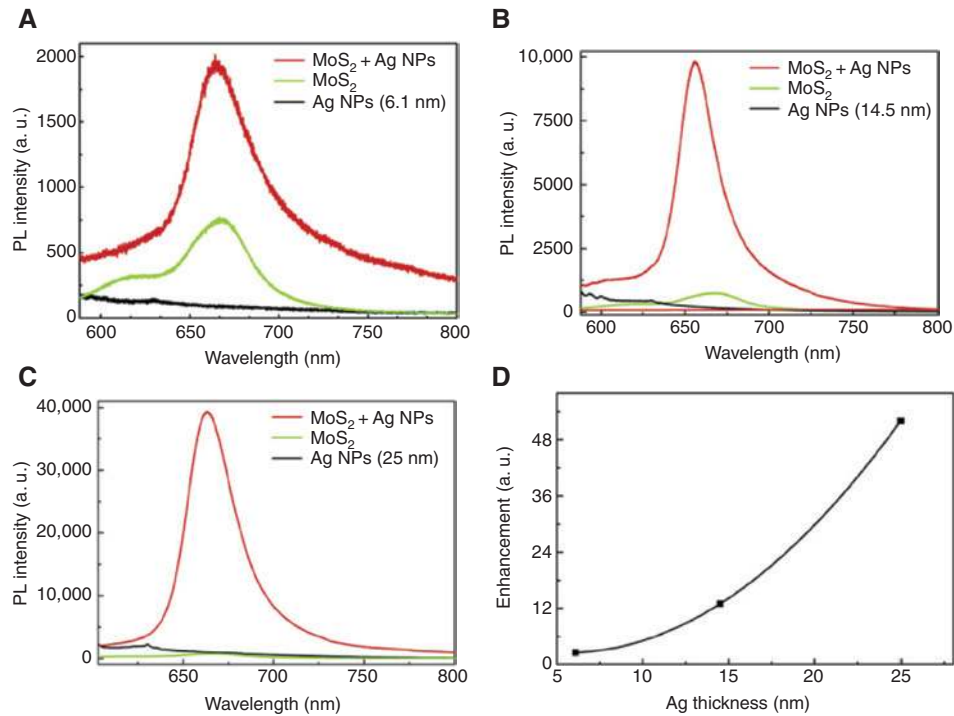 A
2000
1500
1000
500
0
600
650
700
750
800
PL intensity (a. u.)
Wavelength (nm)
MoS2 + Ag NPs
MoS2
Ag NPs (6.1 nm)
B
10,000
7500
5000
2500
0
600
650
700
750
800
PL intensity (a. u.)
Wavelength (nm)
MoS2 + Ag NPs
MoS2
Ag NPs (14.5 nm)
C
40,000
30,000
20,000
10,000
0
650
700
750
800
PL intensity (a. u.)
Wavelength (nm)
MoS2 + Ag NPs
MoS2
Ag NPs (25 nm)
D
48
36
24
12
0
5
10
15
20
25
Enhancement (a. u.)
Ag thickness (nm)